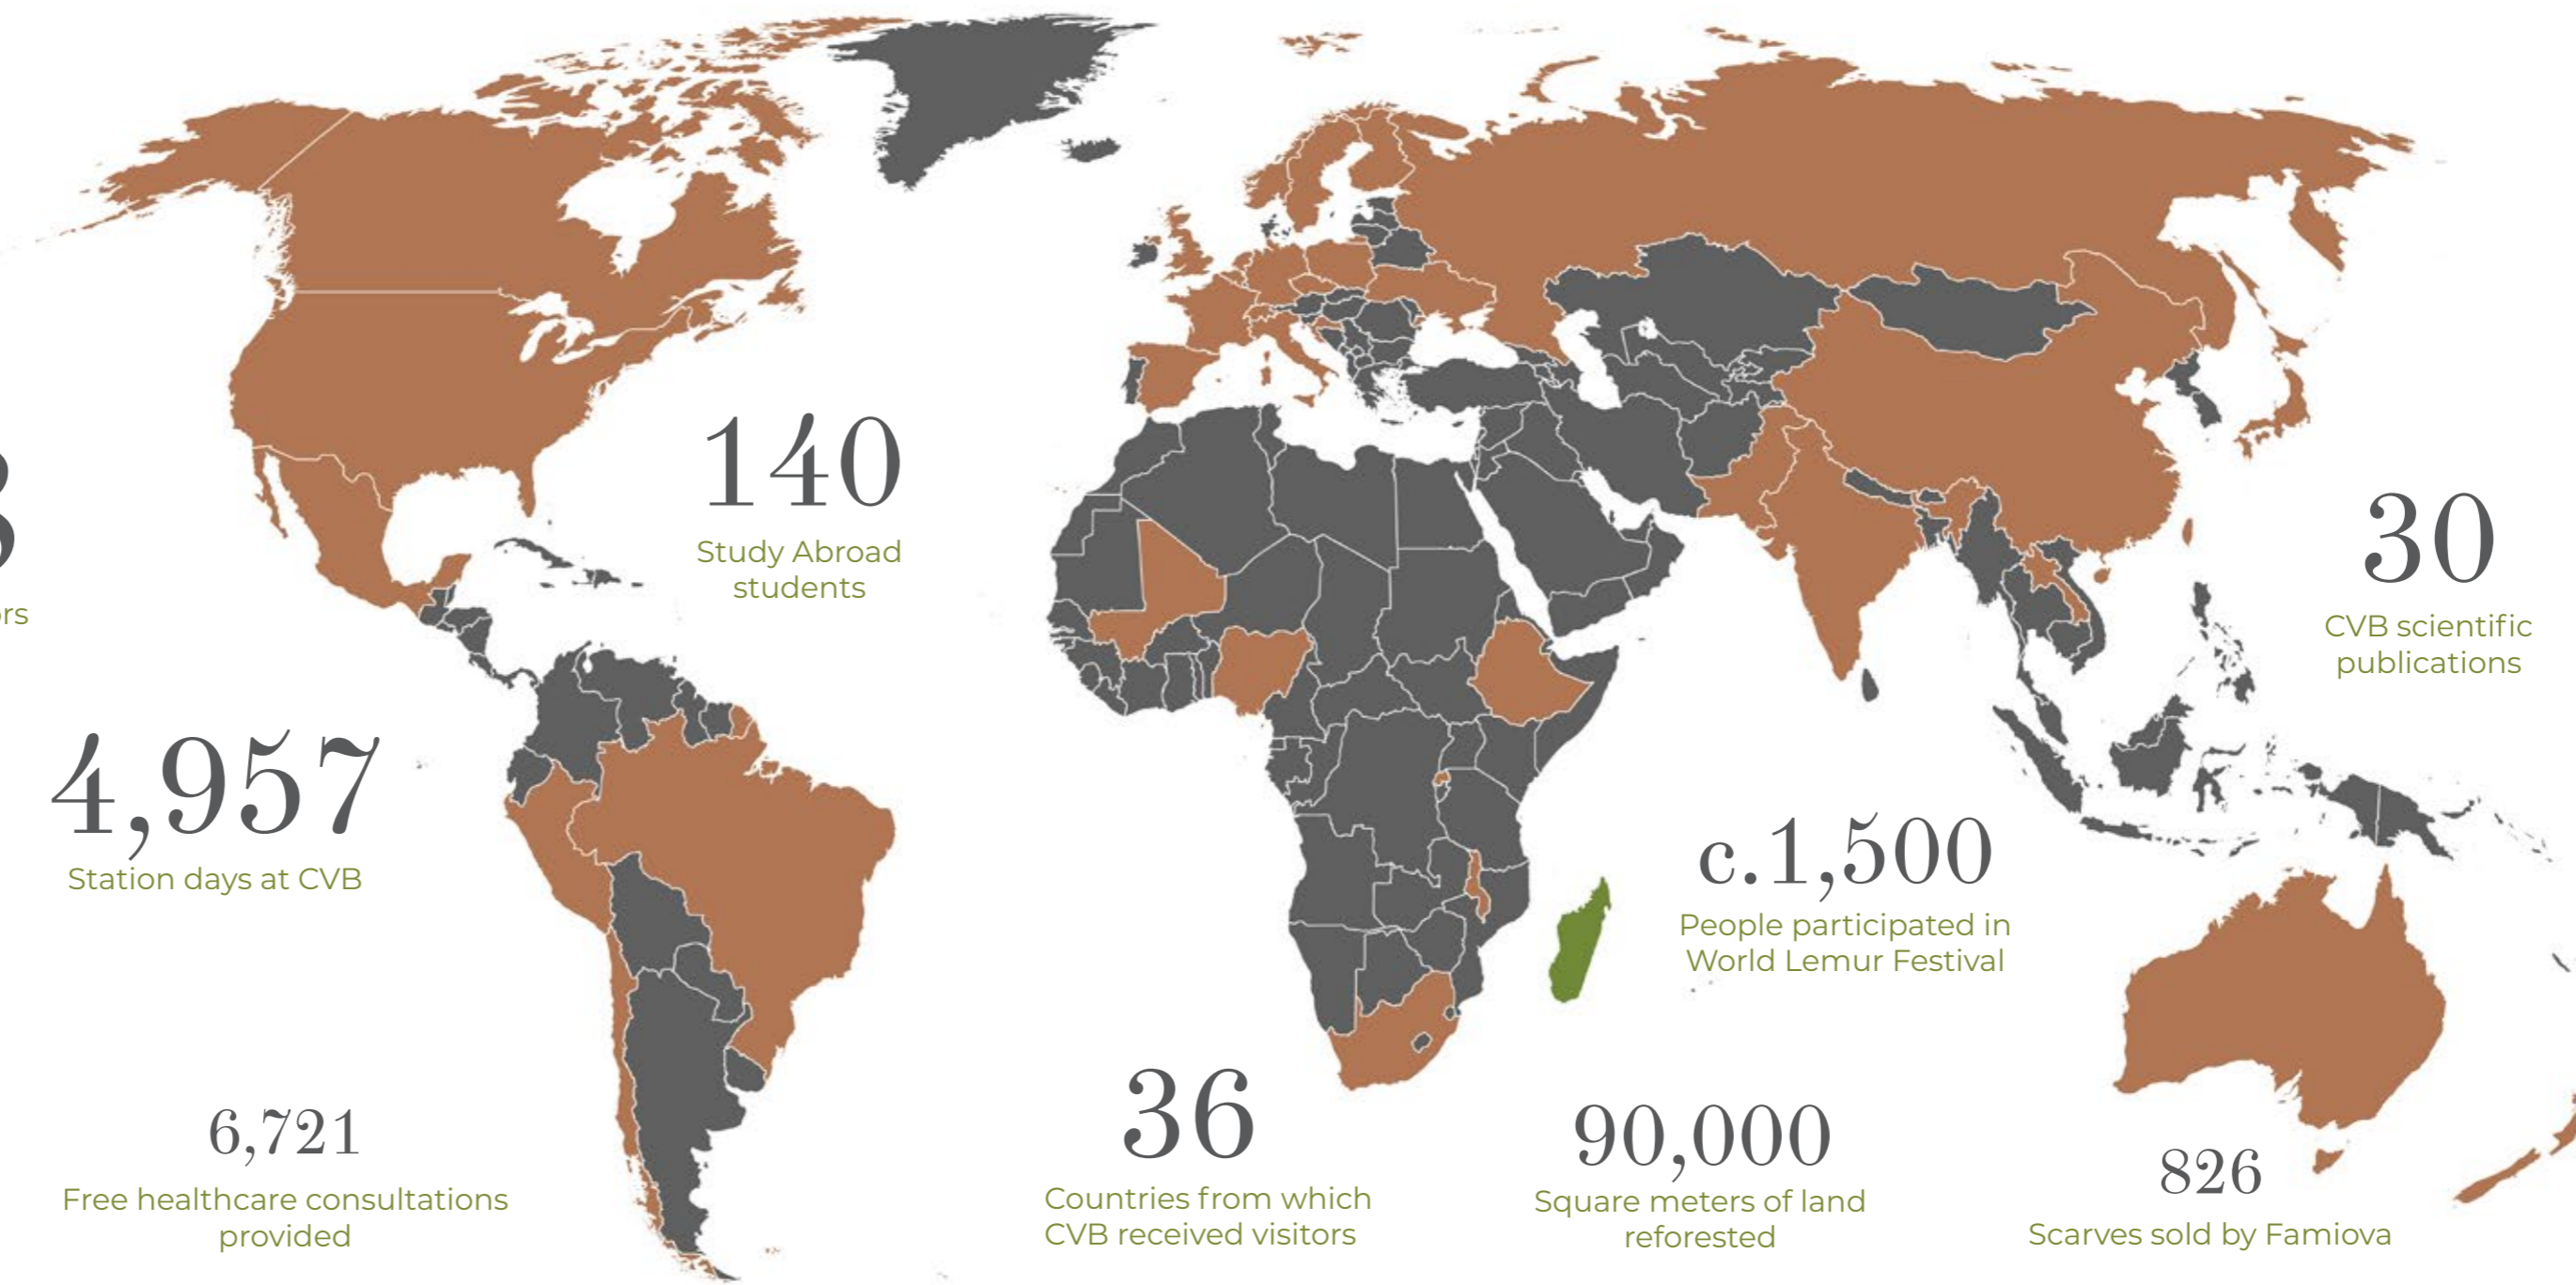 140
Study Abroad
students
30
CVB scientific
publications
4,957
Station days at CVB
c.1,500
People participated in
World Lemur Festival
6,721
Free healthcare consultations
provided
36
Countries from which
CVB received visitors
90,000
Square meters of land
reforested
826
Scarves sold by Famiova